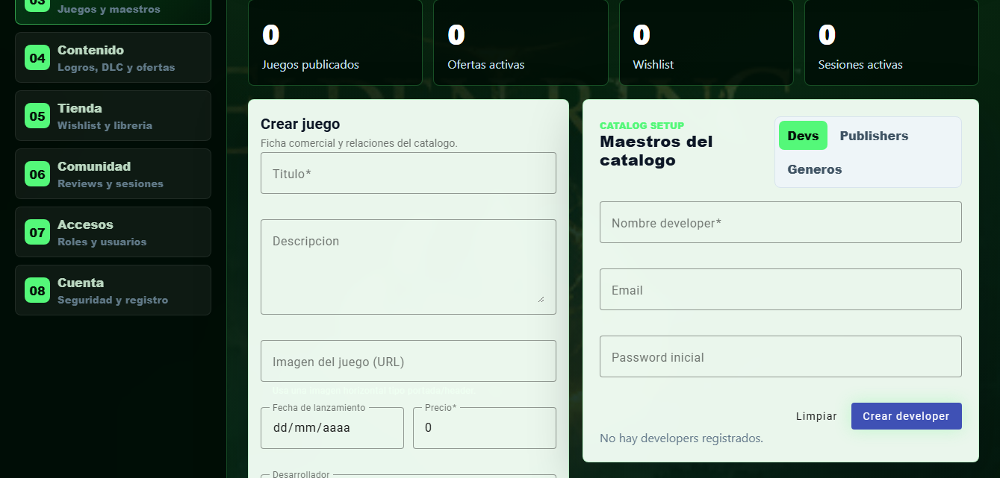 03
Juegos y maestros
04
Contenido
Logros, DLC y ofertas
05
Tienda
Wishlist y libreria
06
Comunidad
Reviews y sesiones
07
Accesos
Roles y usuarios
08
Cuenta
Seguridad y registro
0
Juegos publicados
0
Ofertas activas
0
Wishlist
0
Sesiones activas
Crear juego
Ficha comercial y relaciones del catalogo.
Titulo*
Descripcion
Imagen del juego (URL)
Usa una imagen horizontal tipo portada/header.
Fecha de lanzamiento
dd/mm/aaaa
Precio*
0
Desarrollador
CATALOG SETUP
Maestros del
catalogo
Devs
Publishers
Generos
Nombre developer*
Email
Password inicial
Limpiar
Crear developer
No hay developers registrados.